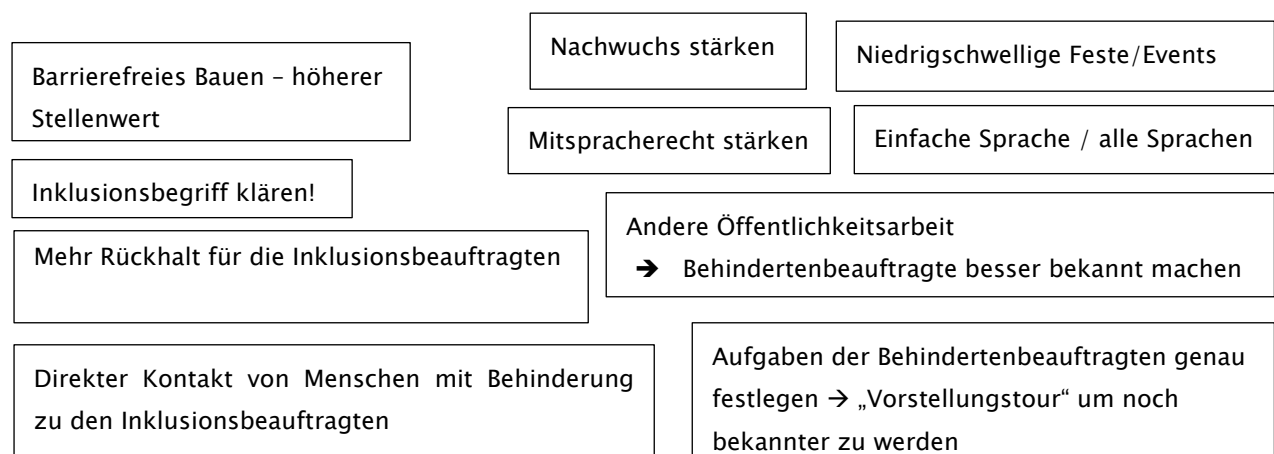 Barrierefreies Bauen – höherer
Stellenwert
Inklusionsbegriff klären!
Mehr Rückhalt für die Inklusionsbeauftragten
Direkter Kontakt von Menschen mit Behinderung
zu den Inklusionsbeauftragten
Nachwuchs stärken
Niedrigschwellige Feste/Events
Mitspracherecht stärken
Einfache Sprache / alle Sprachen
Andere Öffentlichkeitsarbeit
➔ Behindertenbeauftragte besser bekannt machen
Aufgaben der Behindertenbeauftragten genau
festlegen → „Vorstellungstour“ um noch
bekannter zu werden